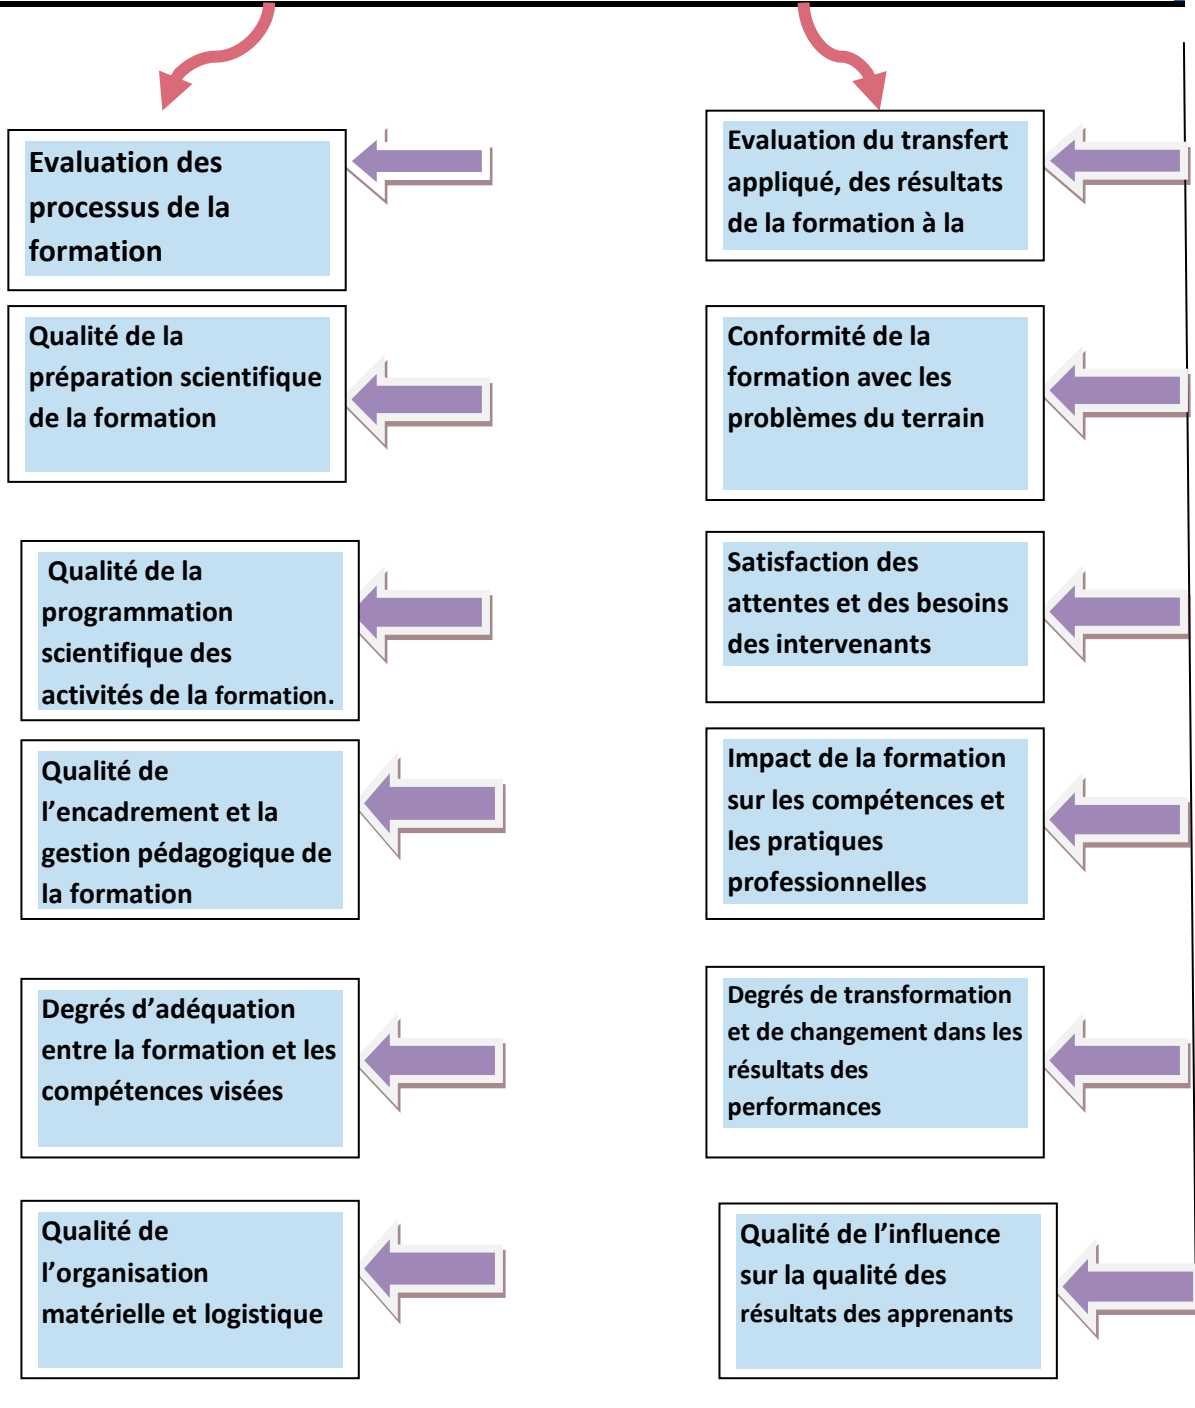 Evaluation des
processus de la
formation
Qualité de la
préparation scientifique
de la formation
Qualité de la
programmation
scientifique des
activités de la formation.
Qualité de
l’encadrement et la
gestion pédagogique de
la formation
Degrés d’adéquation
entre la formation et les
compétences visées
Qualité de
l’organisation
matérielle et logistique
Evaluation du transfert
appliqué, des résultats
de la formation à la
Conformité de la
formation avec les
problèmes du terrain
Satisfaction des
attentes et des besoins
des intervenants
Impact de la formation
sur les compétences et
les pratiques
professionnelles
Degrés de transformation
et de changement dans les
résultats des
performances
Qualité de l’influence
sur la qualité des
résultats des apprenants